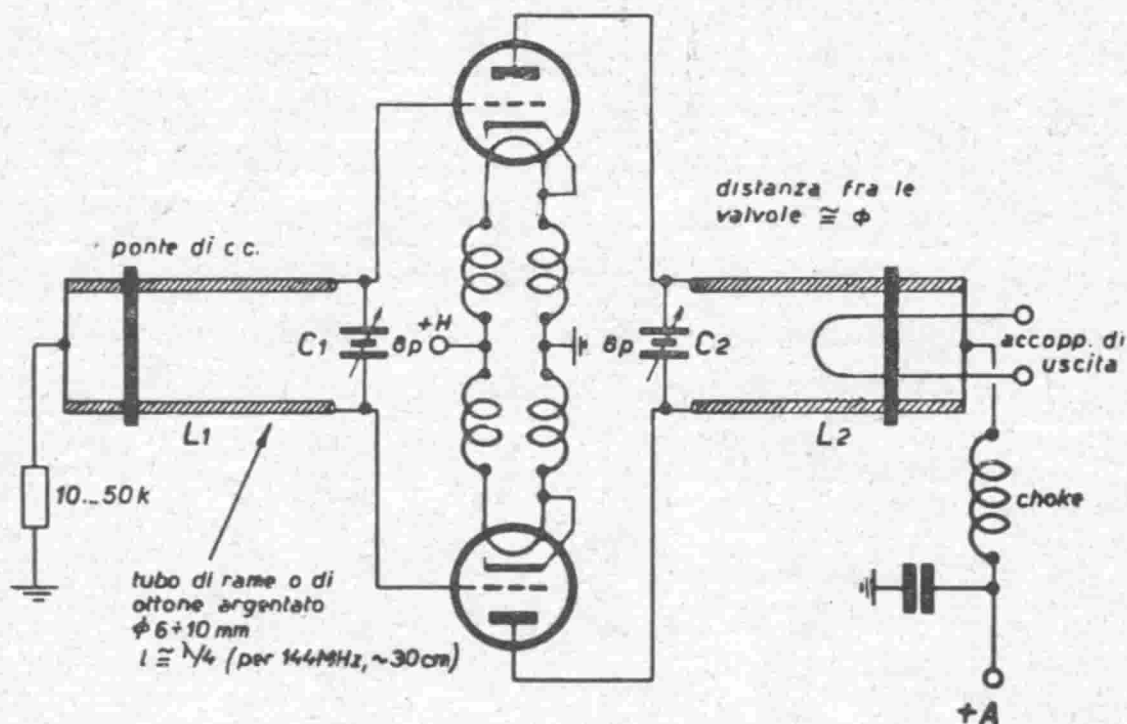 distanza fra le
valvole ≅ ϕ
ponte di c c.
C1
8p
+H
8p
C2
accopp. di
uscita
L1
L2
10...50k
choke
tubo di rame o di
ottone argentato
ϕ 6÷10 mm
l ≅ λ/4 (per 144MHz, ~30cm)
+A